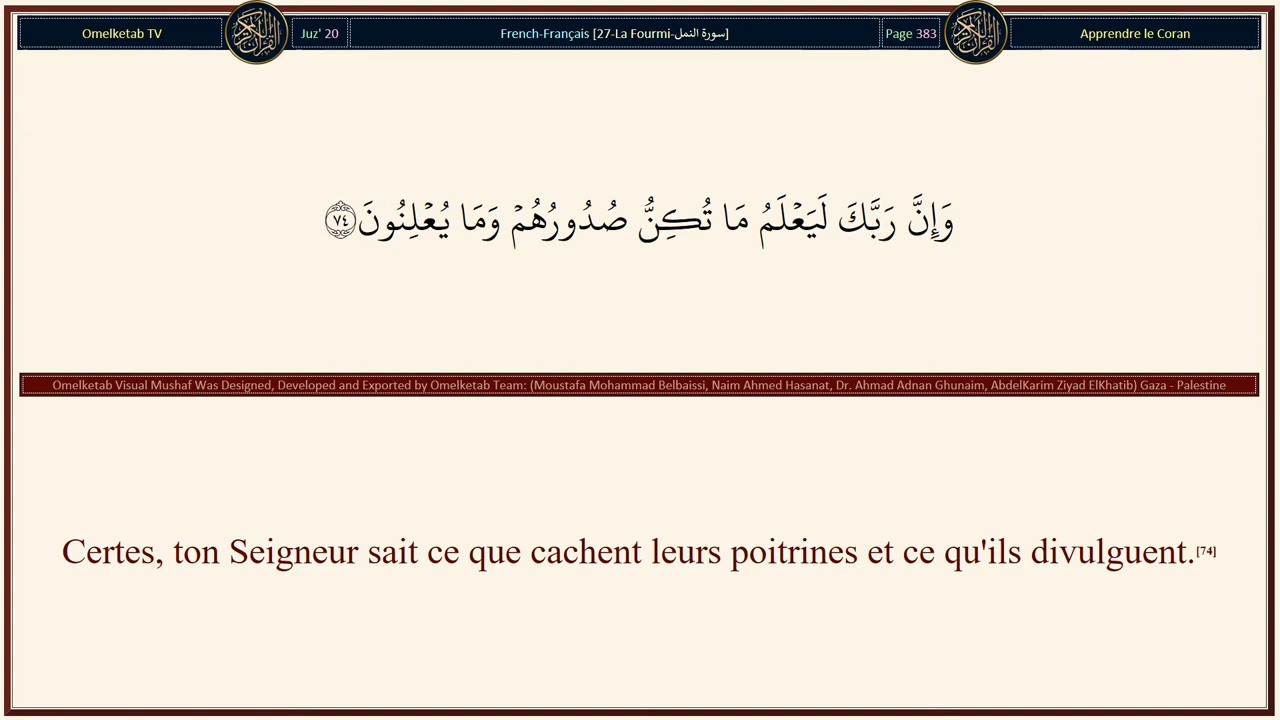 Omelketab TV
Juz' 20
French-Français [27-La Fourmi-سورة النمل]
Page 383
Apprendre le Coran
وَإِنَّ رَبَّكَ لَيَعۡلَمُ مَا تُكِنُّ صُدُورُهُمۡ وَمَا يُعۡلِنُونَ ٧٤
Omelketab Visual Mushaf Was Designed, Developed and Exported by Omelketab Team: (Moustafa Mohammad Belbaissi, Naim Ahmed Hasanat, Dr. Ahmad Adnan Ghunaim, AbdelKarim Ziyad ElKhatib) Gaza - Palestine
Certes, ton Seigneur sait ce que cachent leurs poitrines et ce qu'ils divulguent.[74]